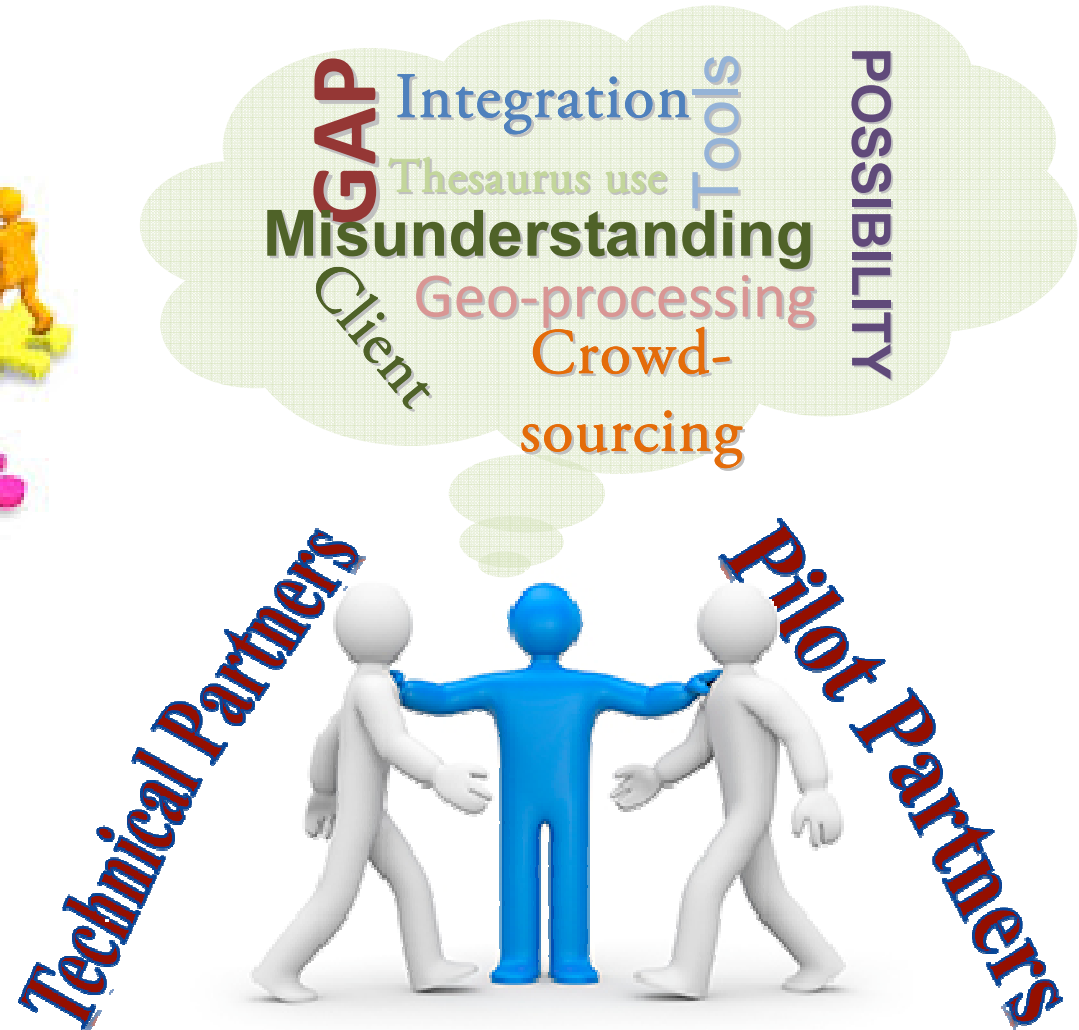 GAP
Integration
Tools
POSSIBILITY
Thesaurus use
Misunderstanding
Client
Geo-processing
Crowd-
sourcing
Technical Partners
Pilot Partners